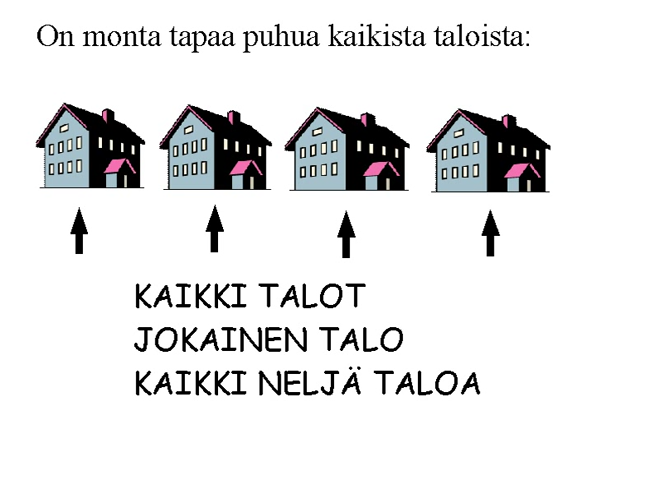 On monta tapaa puhua kaikista taloista:
KAIKKI TALOT
JOKAINEN TALO
KAIKKI NELJÄ TALOA